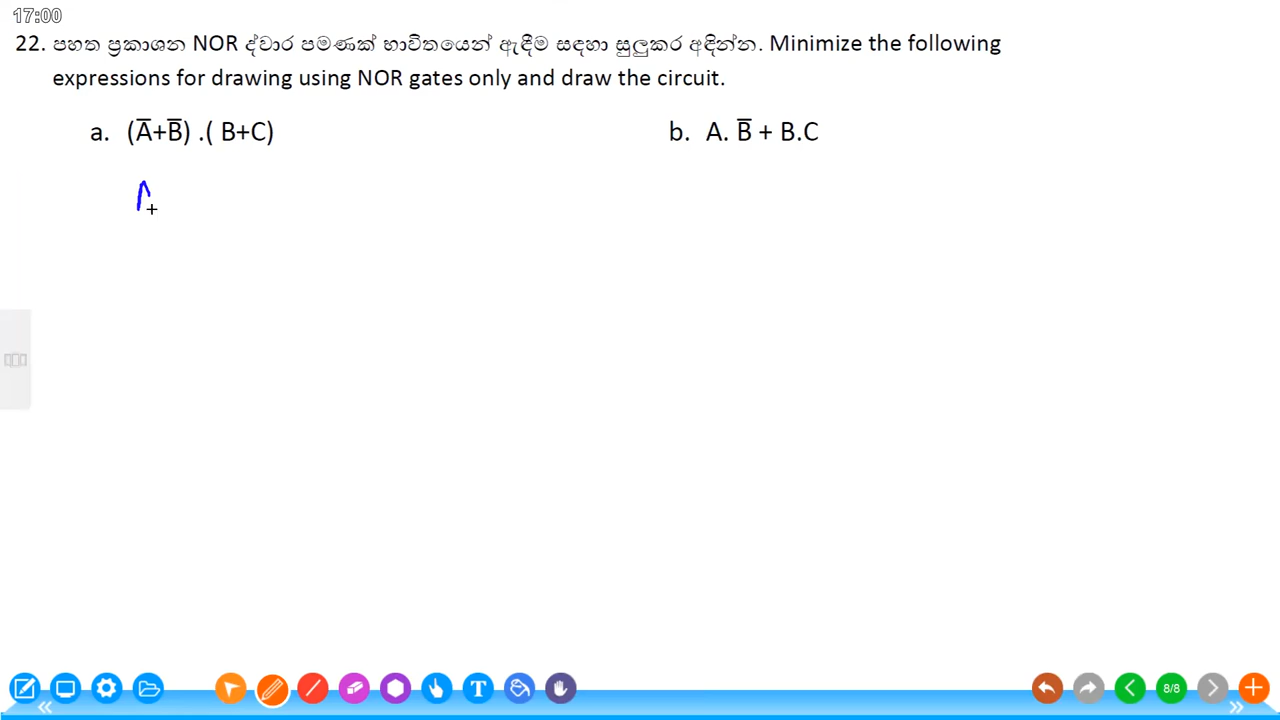 17:00
22. පහත ප්‍රකාශන NOR ද්වාර පමණක් භාවිතයෙන් ඇඳීම සඳහා සුලුකර අඳින්න. Minimize the following
expressions for drawing using NOR gates only and draw the circuit.
a. (A̅+B̅) .( B+C)
b. A. B̅ + B.C
T
8/8